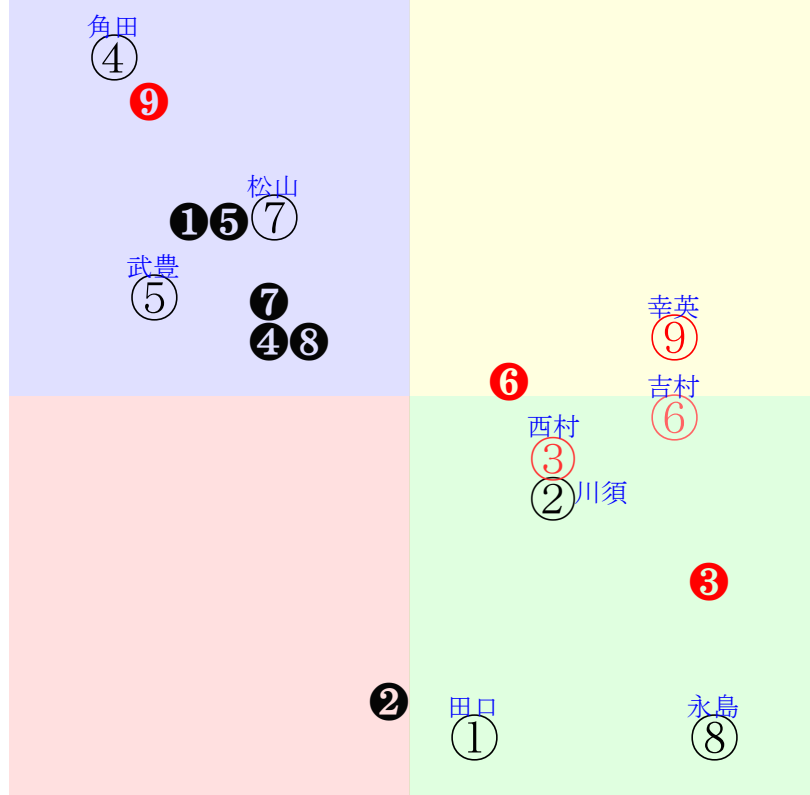 角田
④
❾
松山
❶❺⑦
武豊
⑤
❼
❹❽
幸英
⑨
❻
吉村
⑥
西村
③
②川須
❸
❷
田口
①
永島
⑧